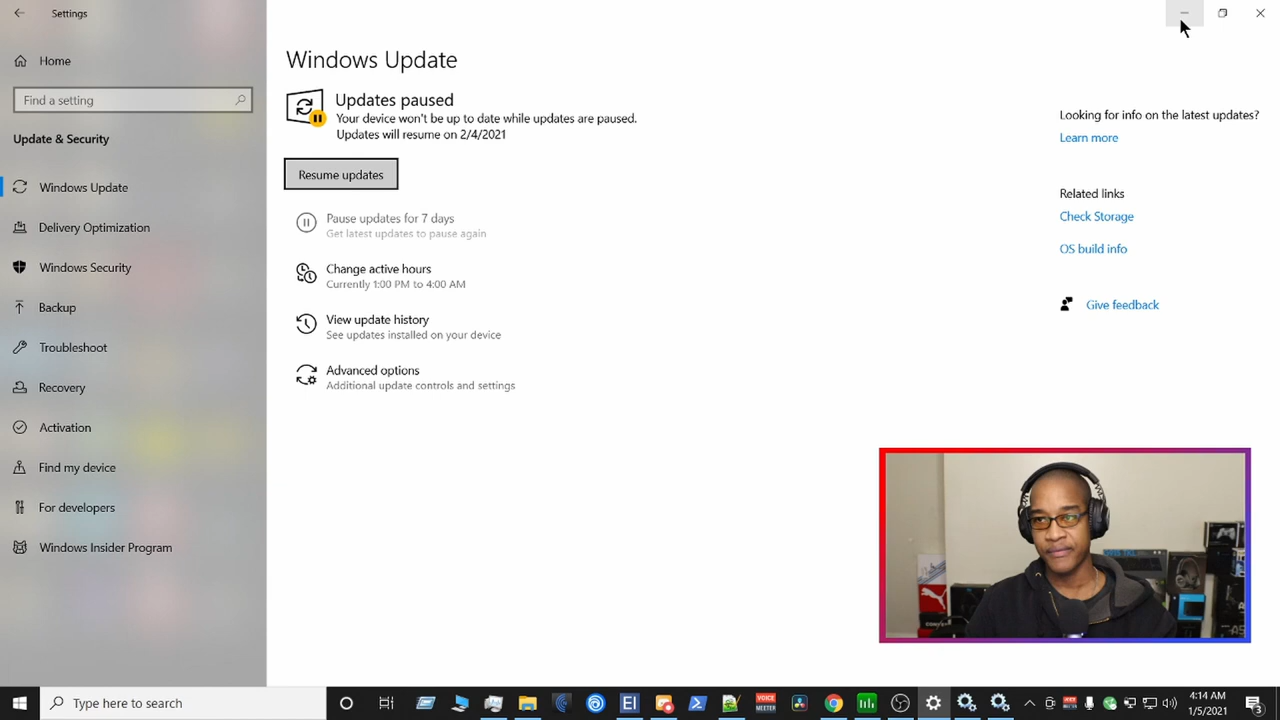 Settings
Home
Find a setting
Update & Security
Windows Update
Delivery Optimization
Windows Security
Backup
Troubleshoot
Recovery
Activation
Find my device
For developers
Windows Insider Program
Windows Update
Updates paused
Your device won't be up to date while updates are paused.
Updates will resume on 2/4/2021
Resume updates
Pause updates for 7 days
Get latest updates to pause again
Change active hours
Currently 1:00 PM to 4:00 AM
View update history
See updates installed on your device
Advanced options
Additional update controls and settings
Looking for info on the latest updates?
Learn more
Related links
Check Storage
OS build info
Give feedback
PUMA
Type here to search
EI
VOICE
MEETER
4:14 AM
1/5/2021
3